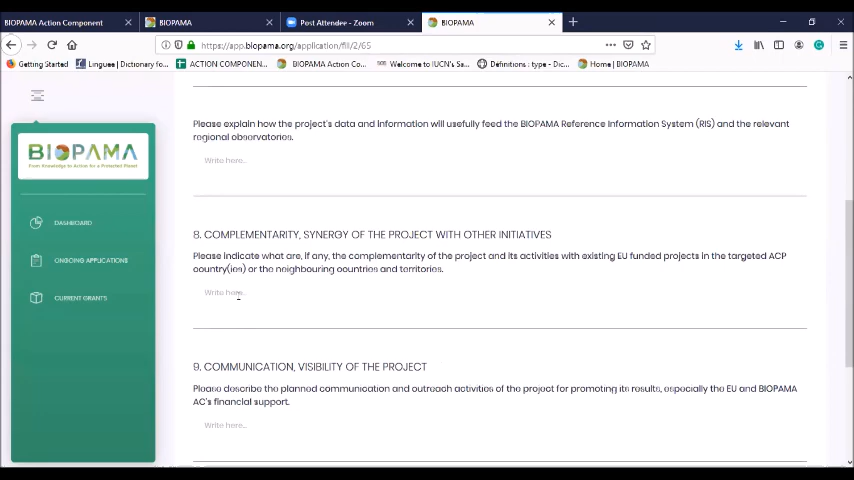 BIOPAMA Action Component
BIOPAMA
Post Attendee - Zoom
BIOPAMA
https://app.biopama.org/application/fill/2/65
Getting Started
Linguee | Dictionary for
ACTION COMPONEN...
BIOPAMA Action Co...
Welcome to IUCN's Sa...
Définitions : type - Dic...
Home | BIOPAMA
BIOPAMA
From Knowledge to Action for a Protected Planet
DASHBOARD
ONGOING APPLICATIONS
CURRENT GRANTS
Please explain how the project's data and information will usefully feed the BIOPAMA Reference Information System (RIS) and the relevant
regional observatories.
Write here...
8. COMPLEMENTARITY, SYNERGY OF THE PROJECT WITH OTHER INITIATIVES
Please indicate what are, if any, the complementarity of the project and its activities with existing EU funded projects in the targeted ACP
country(ies) or the neighbouring countries and territories.
Write here...
9. COMMUNICATION, VISIBILITY OF THE PROJECT
Please describe the planned communication and outreach activities of the project for promoting its results, especially the EU and BIOPAMA
AC's financial support.
Write here...